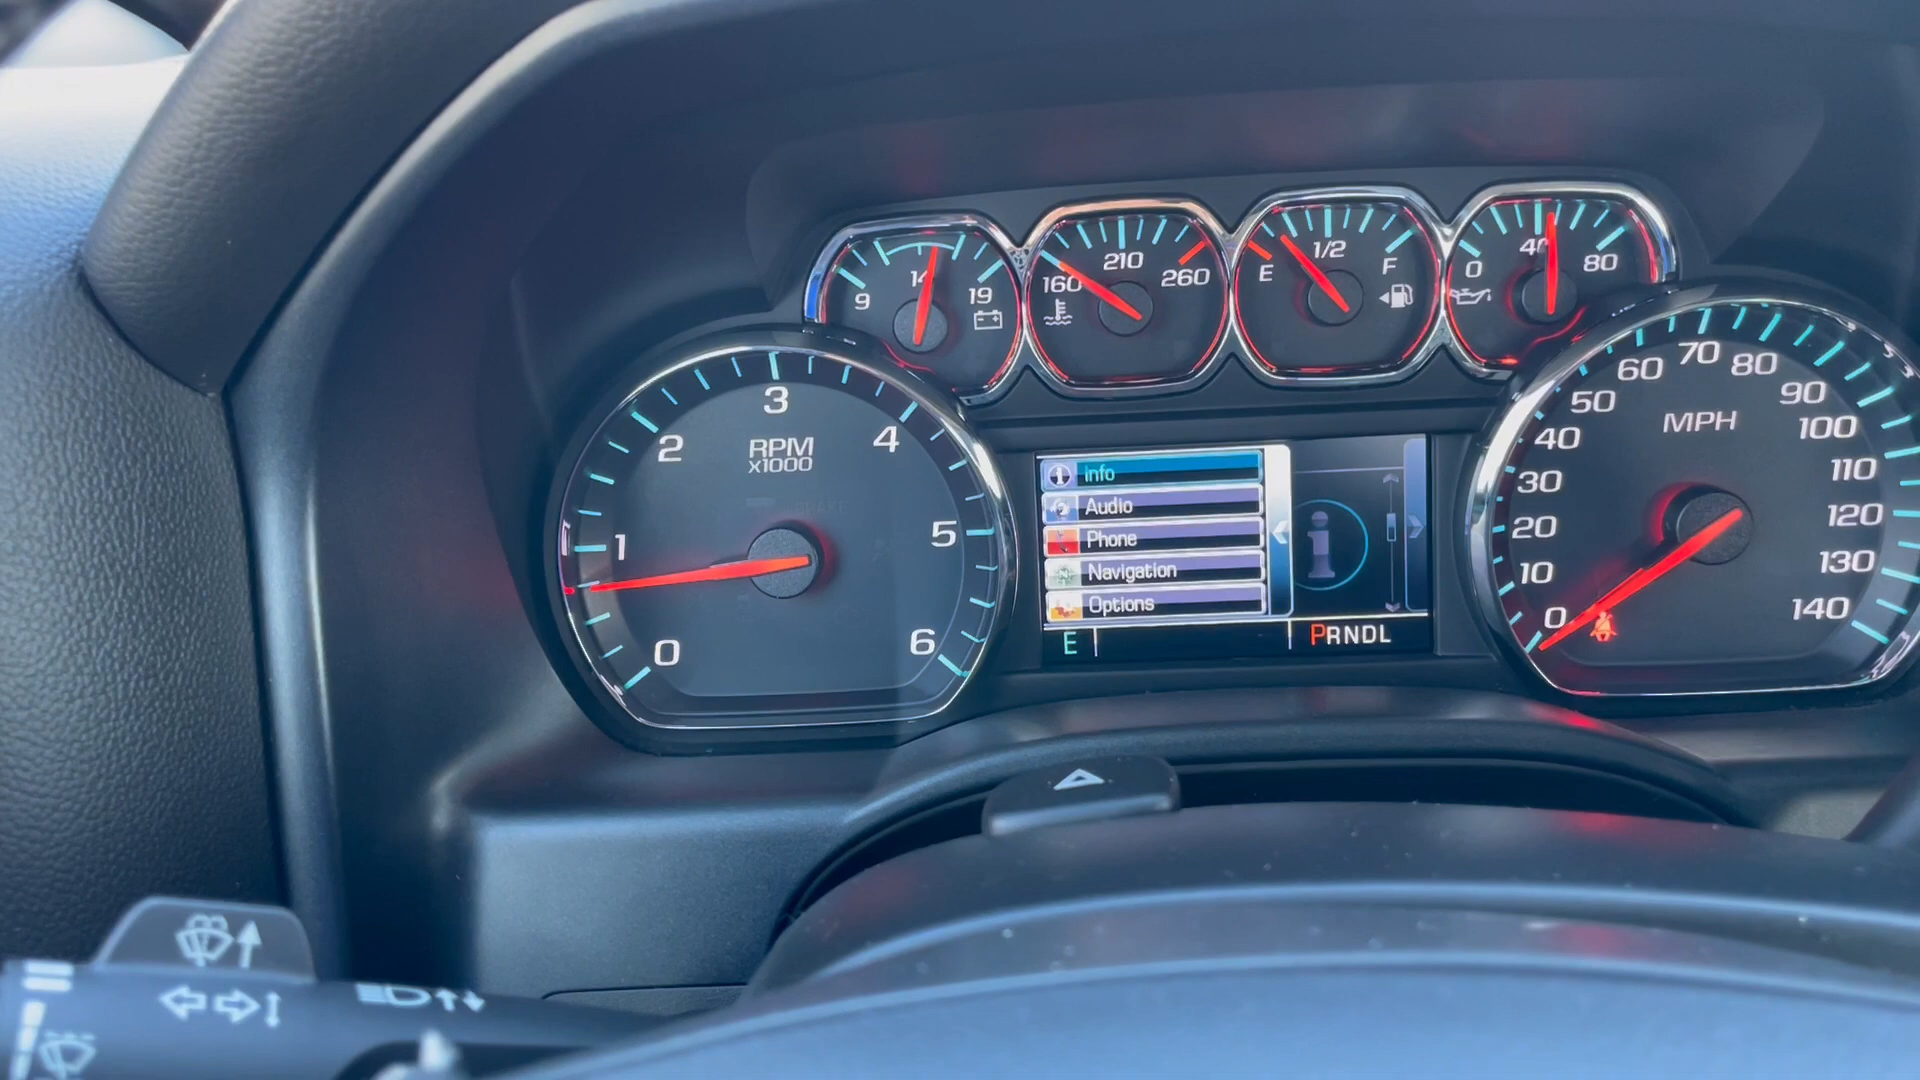 9 14 19
160 210 260
E 1/2 F
0 40 80
0 1 2 3 4 5 6
RPM
x1000
info
Audio
Phone
Navigation
Options
E
PRNDL
0 10 20 30 40 50 60 70 80 90 100 110 120 130 140
MPH